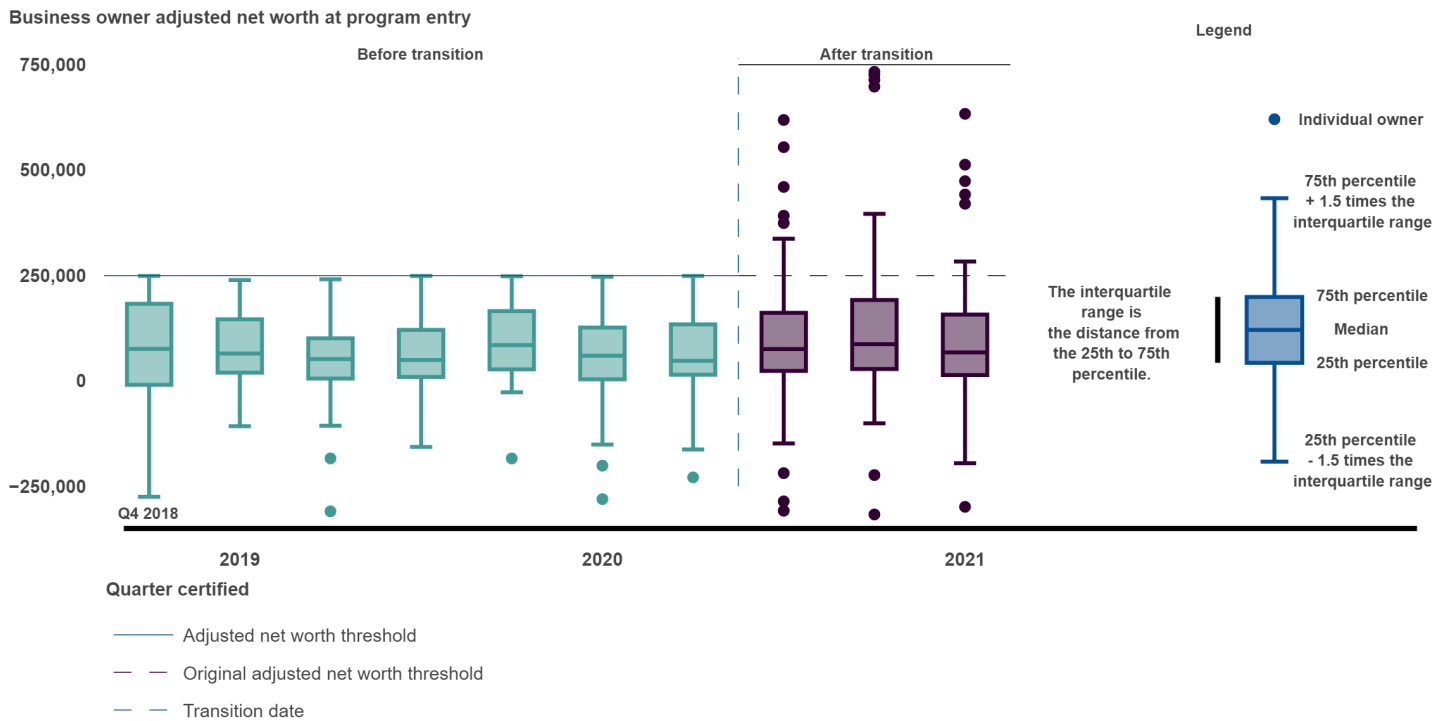 Business owner adjusted net worth at program entry
Legend
Before transition
After transition
750,000
500,000
250,000
0
−250,000
Individual owner
75th percentile
+ 1.5 times the
interquartile range
The interquartile
range is
the distance from
the 25th to 75th
percentile.
75th percentile
Median
25th percentile
25th percentile
- 1.5 times the
interquartile range
Q4 2018
2019
2020
2021
Quarter certified
Adjusted net worth threshold
Original adjusted net worth threshold
Transition date